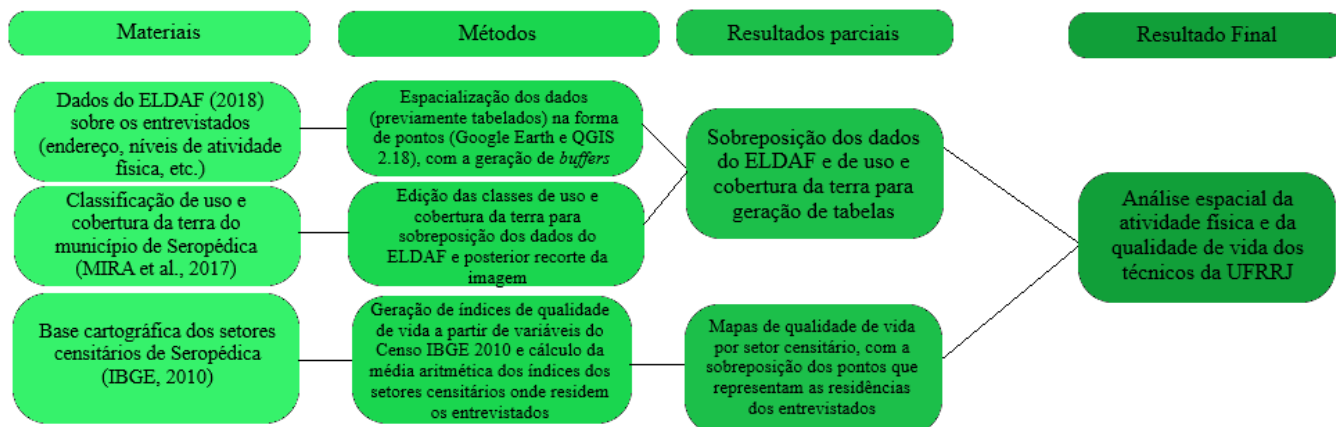 Materiais
Métodos
Resultados parciais
Resultado Final
Dados do ELDAF (2018)
sobre os entrevistados
(endereço, níveis de atividade
física, etc.)
Espacialização dos dados
(previamente tabelados) na forma
de pontos (Google Earth e QGIS
2.18), com a geração de buffers
Sobreposição dos dados
do ELDAF e de uso e
cobertura da terra para
geração de tabelas
Classificação de uso e
cobertura da terra do
município de Seropédica
(MIRA et al., 2017)
Edição das classes de uso e
cobertura da terra para
sobreposição dos dados do
ELDAF e posterior recorte da
imagem
Análise espacial da
atividade física e da
qualidade de vida dos
técnicos da UFRRJ
Base cartográfica dos setores
censitários de Seropédica
(IBGE, 2010)
Geração de índices de qualidade
de vida a partir de variáveis do
Censo IBGE 2010 e cálculo da
média aritmética dos índices dos
setores censitários onde residem
os entrevistados
Mapas de qualidade de vida
por setor censitário, com a
sobreposição dos pontos que
representam as residências
dos entrevistados